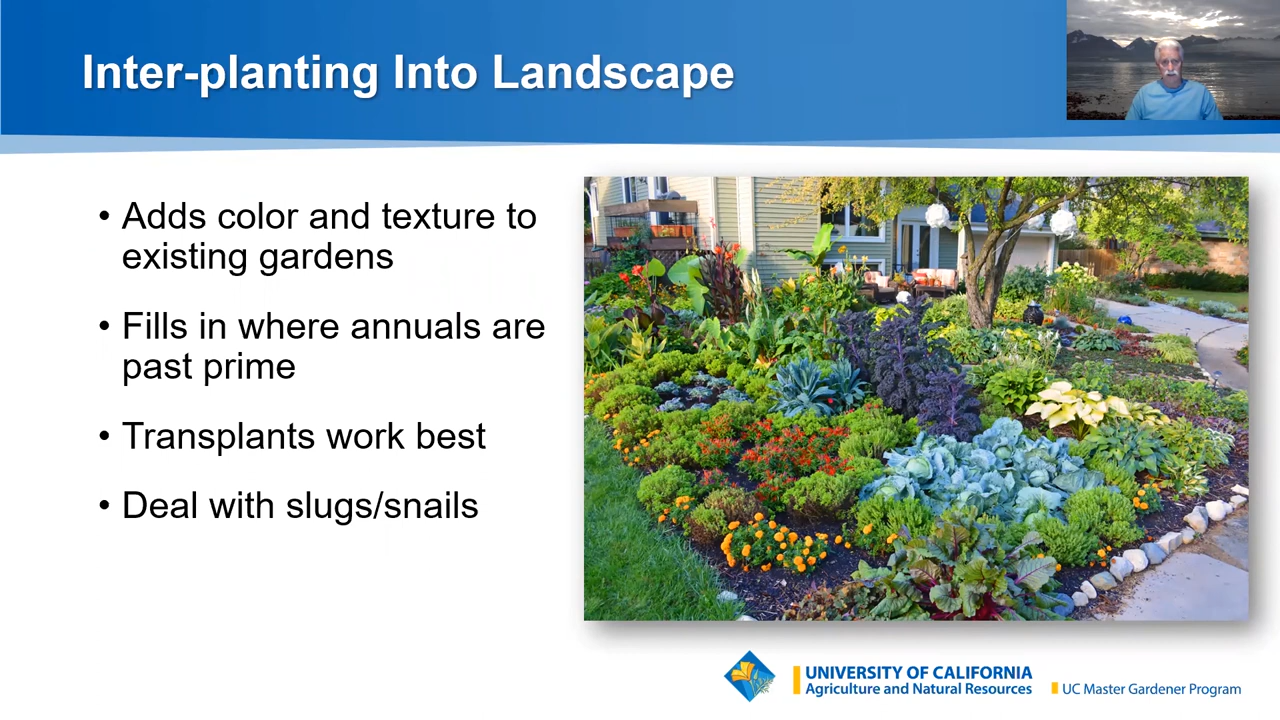 Inter-planting Into Landscape
• Adds color and texture to
existing gardens
• Fills in where annuals are
past prime
• Transplants work best
• Deal with slugs/snails
UNIVERSITY OF CALIFORNIA
Agriculture and Natural Resources
UC Master Gardener Program